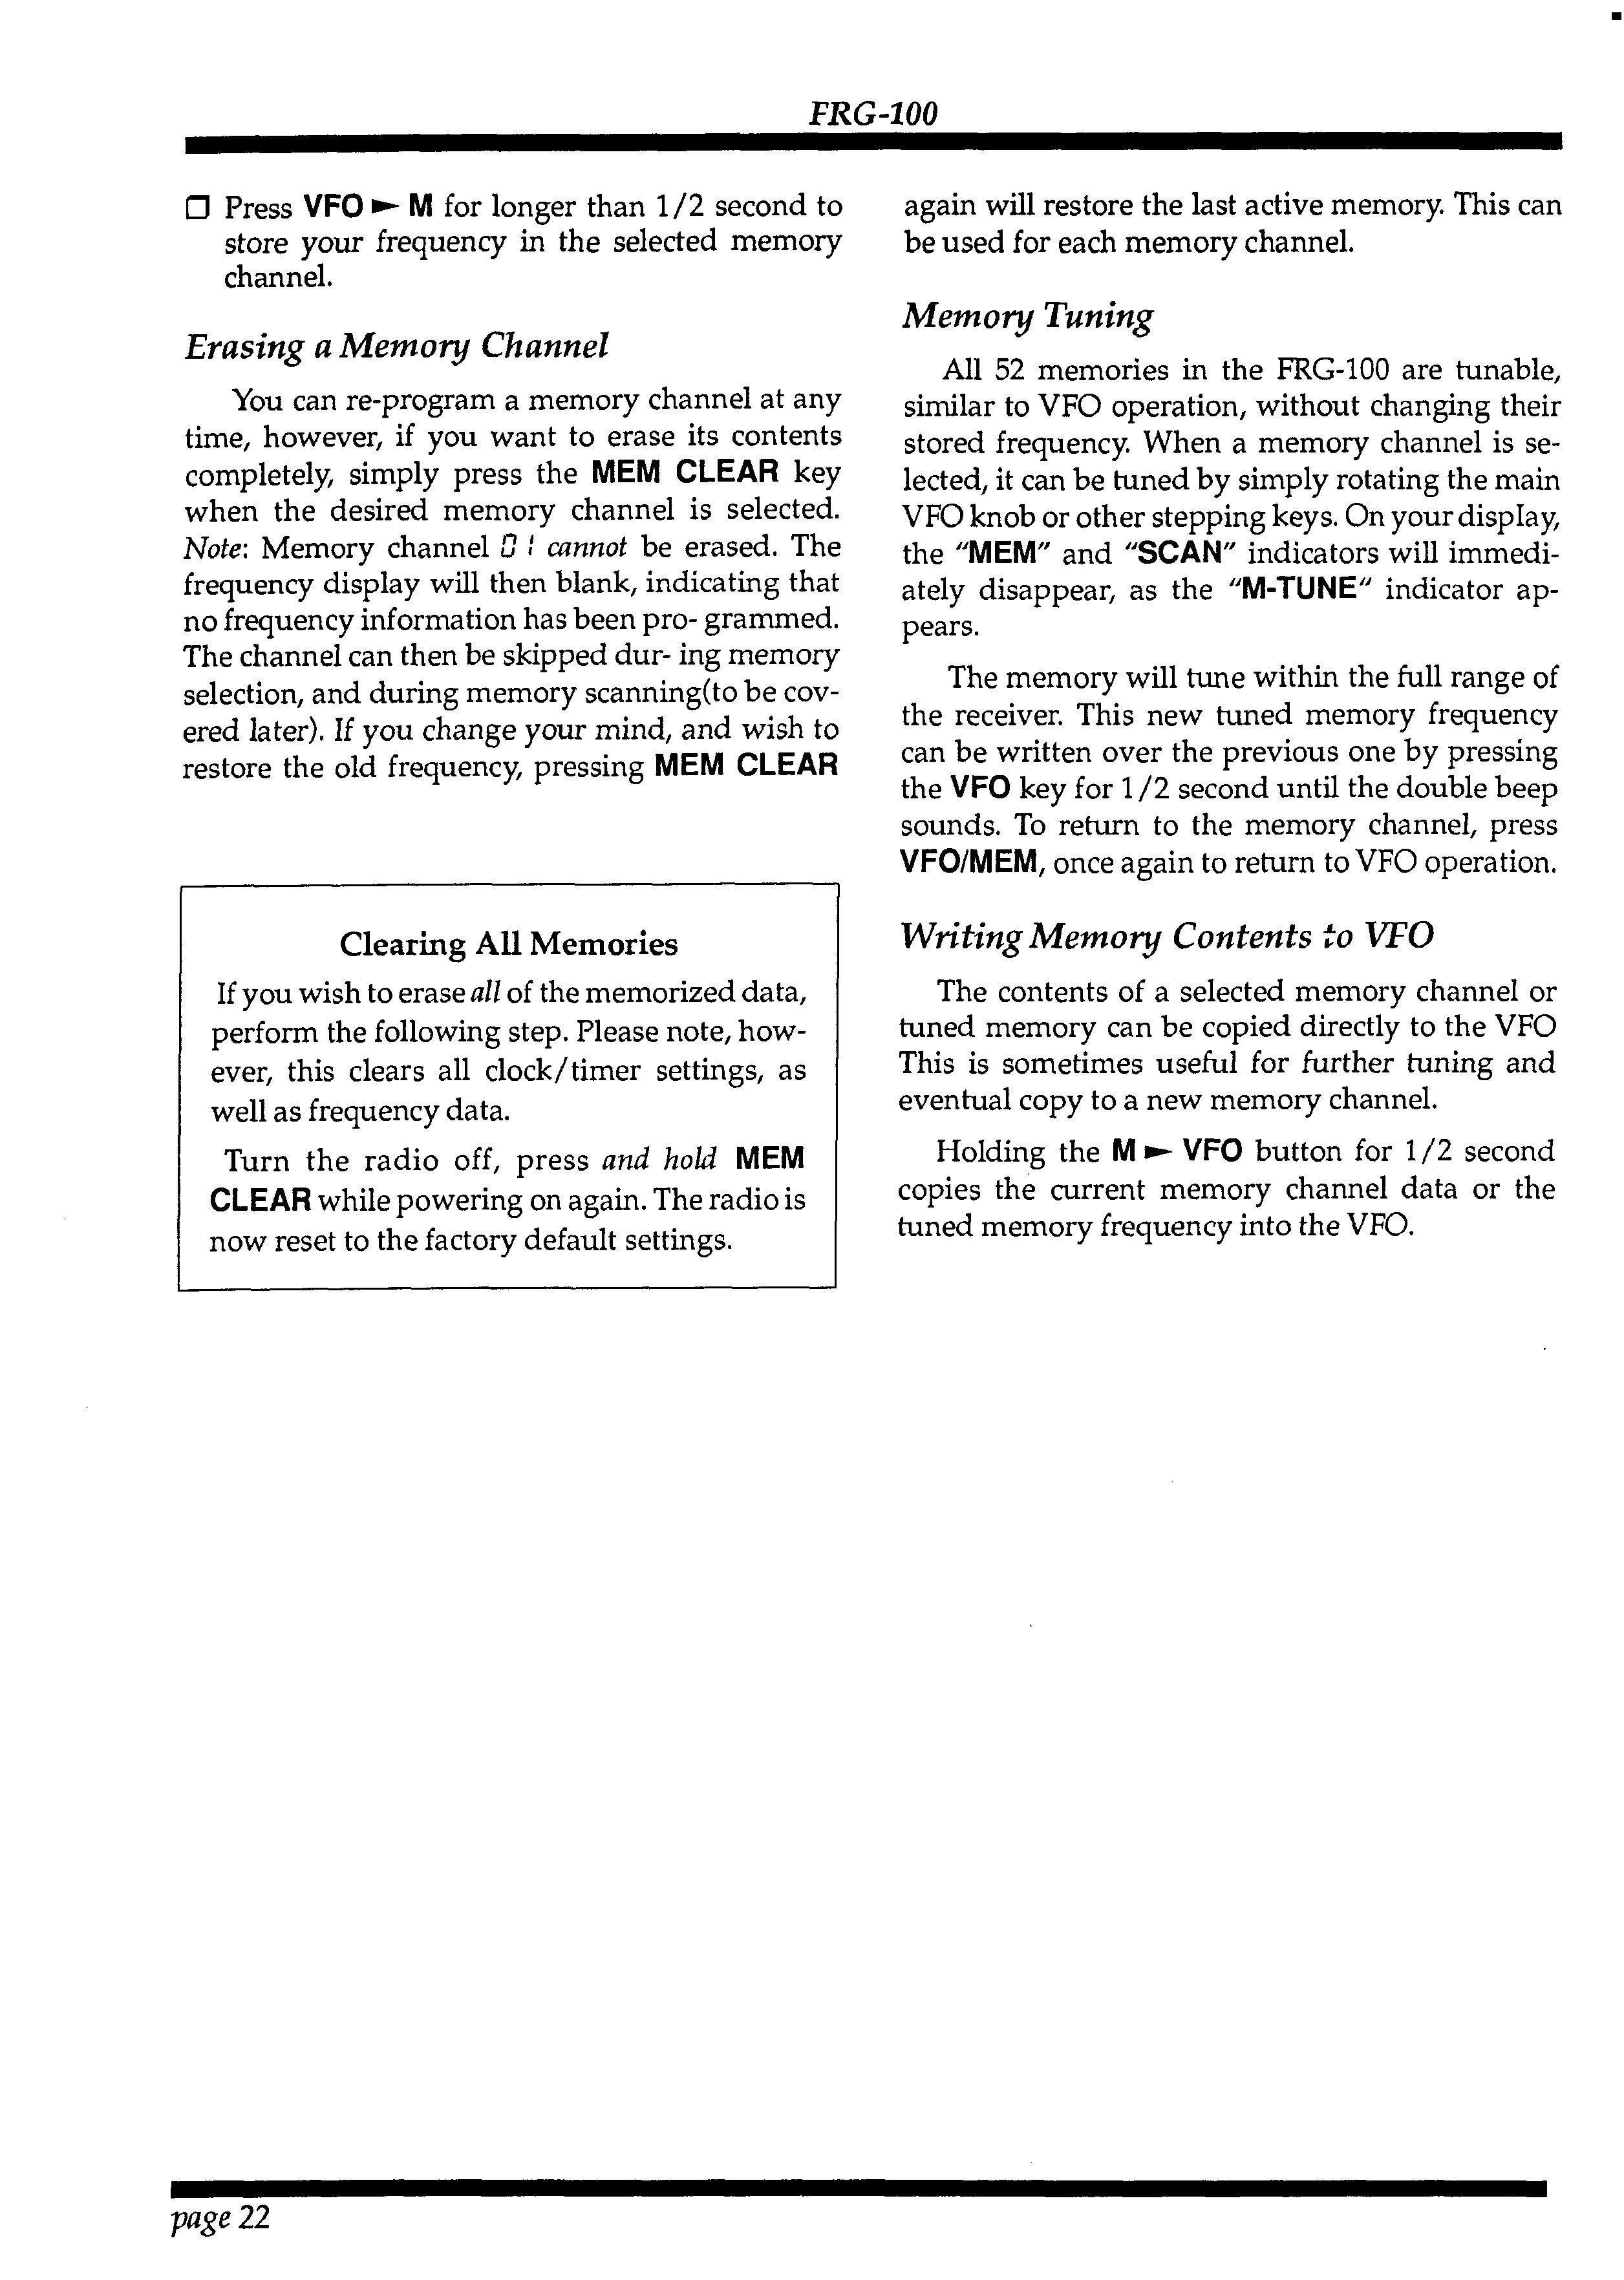 FRG-100
❒ Press VFO ► M for longer than 1/2 second to
store your frequency in the selected memory
channel.
Erasing a Memory Channel
You can re-program a memory channel at any
time, however, if you want to erase its contents
completely, simply press the MEM CLEAR key
when the desired memory channel is selected.
Note: Memory channel 01 cannot be erased. The
frequency display will then blank, indicating that
no frequency information has been pro- grammed.
The channel can then be skipped dur- ing memory
selection, and during memory scanning(to be cov-
ered later). If you change your mind, and wish to
restore the old frequency, pressing MEM CLEAR
Clearing All Memories
If you wish to erase all of the memorized data,
perform the following step. Please note, how-
ever, this clears all clock/timer settings, as
well as frequency data.
Turn the radio off, press and hold MEM
CLEAR while powering on again. The radio is
now reset to the factory default settings.
again will restore the last active memory. This can
be used for each memory channel.
Memory Tuning
All 52 memories in the FRG-100 are tunable,
similar to VFO operation, without changing their
stored frequency. When a memory channel is se-
lected, it can be tuned by simply rotating the main
VFO knob or other stepping keys. On your display,
the "MEM" and "SCAN" indicators will immedi-
ately disappear, as the "M-TUNE" indicator ap-
pears.
The memory will tune within the full range of
the receiver. This new tuned memory frequency
can be written over the previous one by pressing
the VFO key for 1/2 second until the double beep
sounds. To return to the memory channel, press
VFO/MEM, once again to return to VFO operation.
Writing Memory Contents to VFO
The contents of a selected memory channel or
tuned memory can be copied directly to the VFO
This is sometimes useful for further tuning and
eventual copy to a new memory channel.
Holding the M ► VFO button for 1/2 second
copies the current memory channel data or the
tuned memory frequency into the VFO.
page 22